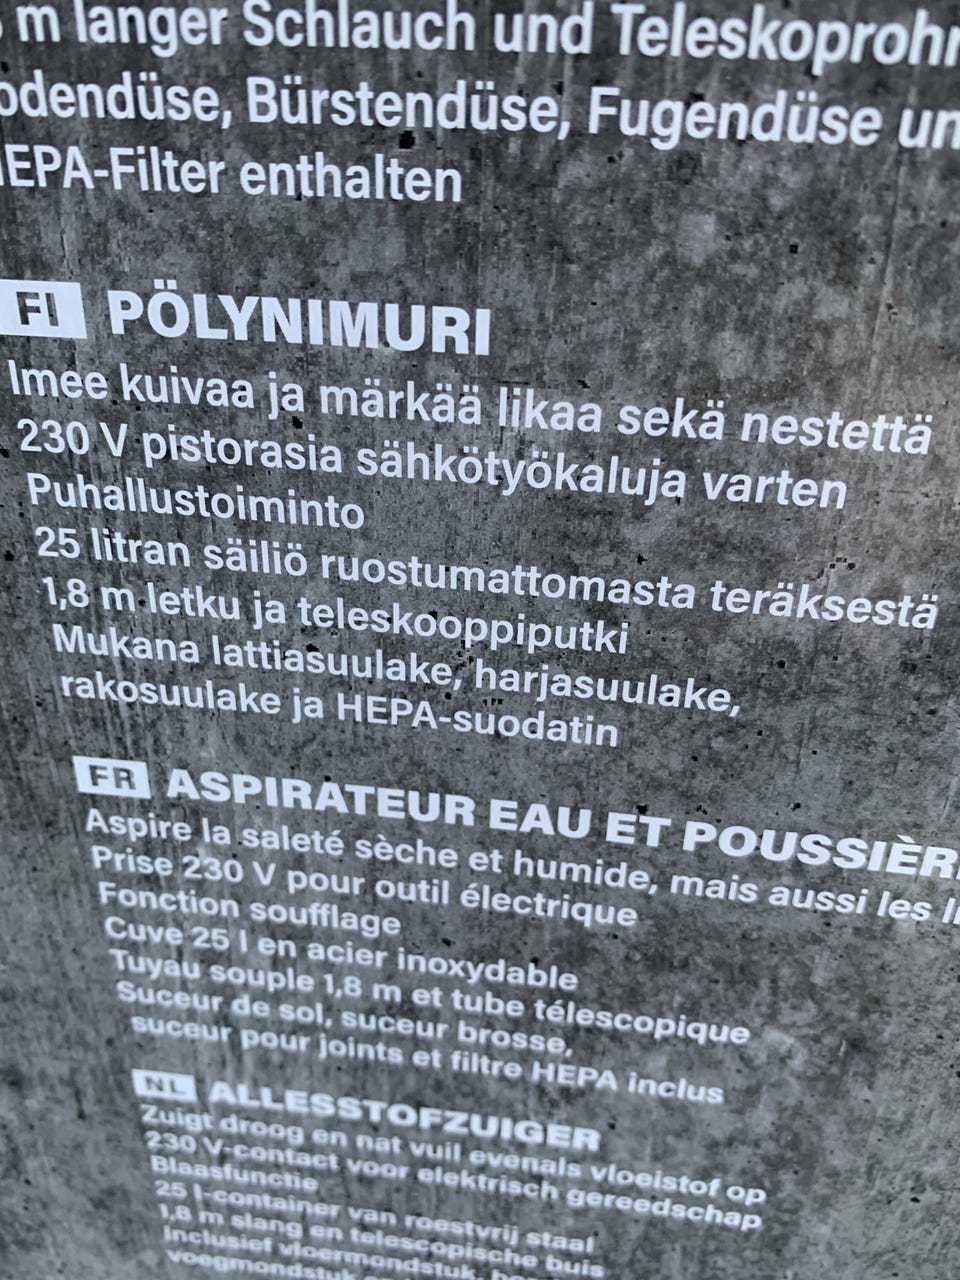 m langer Schlauch und Teleskoprohr
odendüse, Bürstendüse, Fugendüse un
HEPA-Filter enthalten
FI PÖLYNIMURI
Imee kuivaa ja märkää likaa sekä nestettä
230 V pistorasia sähkötyökaluja varten
Puhallustoiminto
25 litran säiliö ruostumattomasta teräksestä
1,8 m letku ja teleskooppiputki
Mukana lattiasuulake, harjasuulake,
rakosuulake ja HEPA-suodatin
FR ASPIRATEUR EAU ET POUSSIÈR
Aspire la saleté sèche et humide, mais aussi les li
Prise 230 V pour outil électrique
Fonction soufflage
Cuve 25 l en acier inoxydable
Tuyau souple 1,8 m et tube télescopique
Suceur de sol, suceur brosse,
suceur pour joints et filtre HEPA inclus
NL ALLESSTOFZUIGER
Zuigt droog en nat vuil evenals vloeistof op
230 V-contact voor elektrisch gereedschap
Blaasfunctie
25 l-container van roestvrij staal
1,8 m slang en telescopische buis
Inclusief vloermondstuk,
voegmondstuk